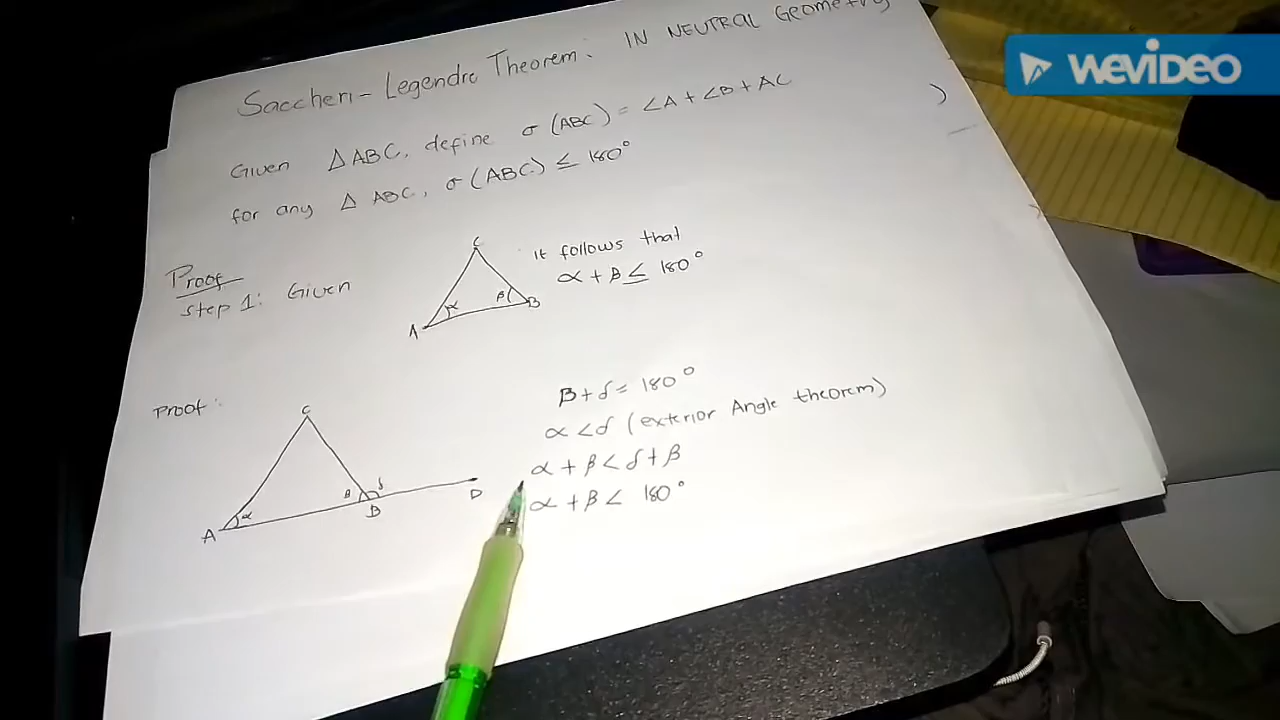 Saccheri-Legendre Theorem: IN NEUTRAL Geometry
Given △ABC, define σ(ABC) = ∠A + ∠B + AC
for any △ ABC, σ(ABC) ≤ 180°
Proof
Step 1: Given
C
α
β
A
B
it follows that
α + β ≤ 180°
Proof:
C
α
β
δ
A
B
D
β + δ = 180°
α < δ (exterior Angle theorem)
α + β < δ + β
α + β < 180°
WEVIDEO